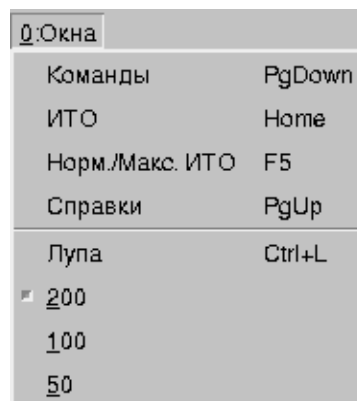 0:Окна
Команды PgDown
ИТО Home
Норм./Макс. ИТО F5
Справки PgUp
Лупа Ctrl+L
200
100
50